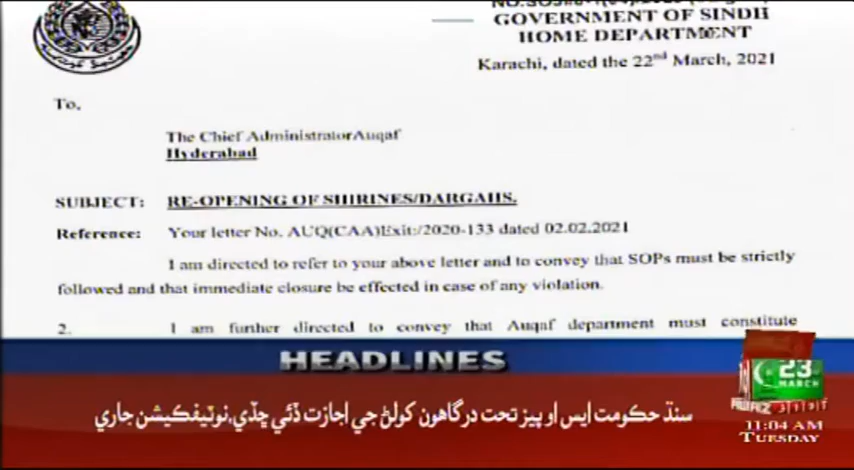 GOVERNMENT OF SINDH
HOME DEPARTMENT
Karachi, dated the 22nd March, 2021
To,
The Chief AdministratorAuqaf
Hyderabad
SUBJECT: RE-OPENING OF SHIRINES/DARGAHS.
Reference: Your letter No. AUQ(CAA)Exit:/2020-133 dated 02.02.2021
I am directed to refer to your above letter and to convey that SOPs must be strictly
followed and that immediate closure be effected in case of any violation.
2. I am further directed to convey that Auqaf department must constitute
HEADLINES
سنڌ حڪومت ايس او پيز تحت درگاهون کولڻ جي اجازت ڏئي ڇڏي، نوٽيفڪيشن جاري
23
MARCH
11:04 AM
TUESDAY